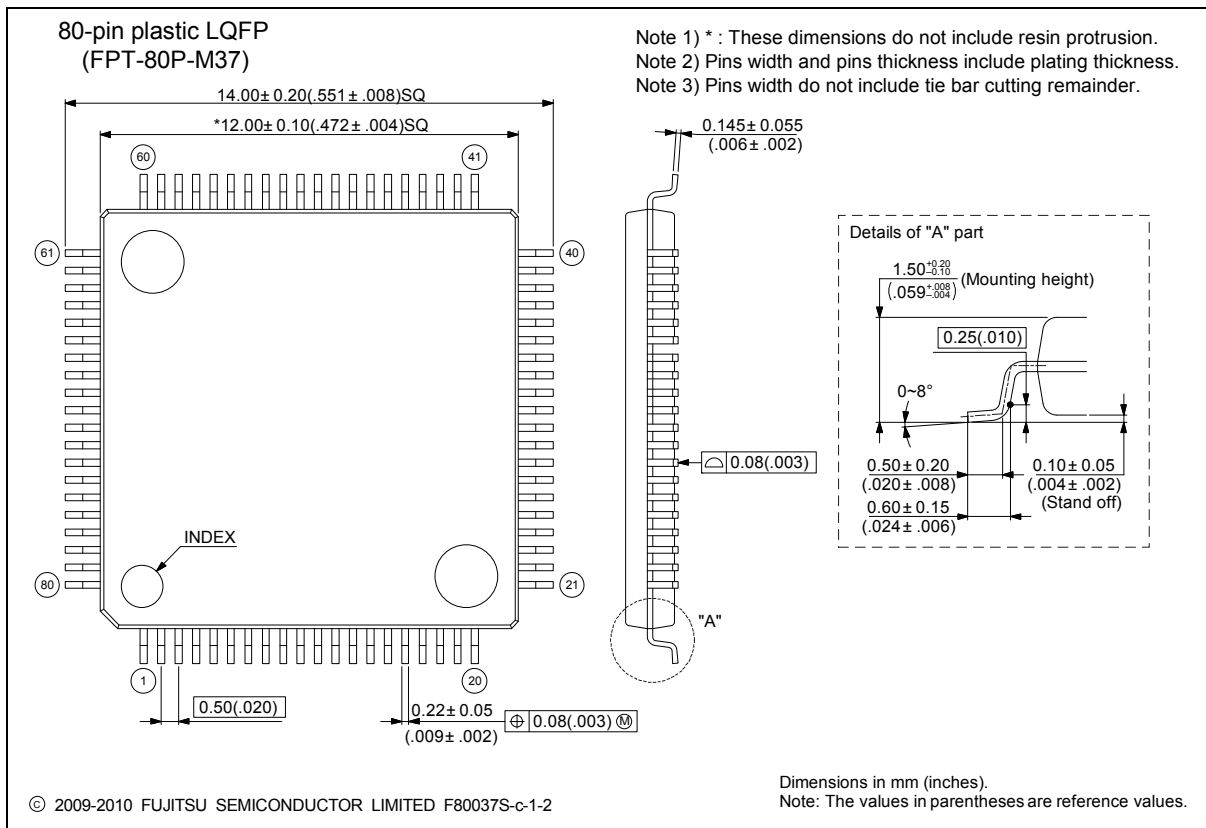 80-pin plastic LQFP
(FPT-80P-M37)
Note 1) * : These dimensions do not include resin protrusion.
Note 2) Pins width and pins thickness include plating thickness.
Note 3) Pins width do not include tie bar cutting remainder.
14.00±0.20(.551±.008)SQ
*12.00±0.10(.472±.004)SQ
60
41
61
40
80
21
INDEX
1
20
0.50(.020)
0.22±0.05
(.009±.002)
⌖ 0.08(.003) Ⓜ
0.145±0.055
(.006±.002)
⌓ 0.08(.003)
"A"
Details of "A" part
1.50 +0.20 –0.10
(.059 +.008 –.004)
(Mounting height)
0.25(.010)
0~8°
0.50±0.20
(.020±.008)
0.60±0.15
(.024±.006)
0.10±0.05
(.004±.002)
(Stand off)
© 2009-2010 FUJITSU SEMICONDUCTOR LIMITED F80037S-c-1-2
Dimensions in mm (inches).
Note: The values in parentheses are reference values.